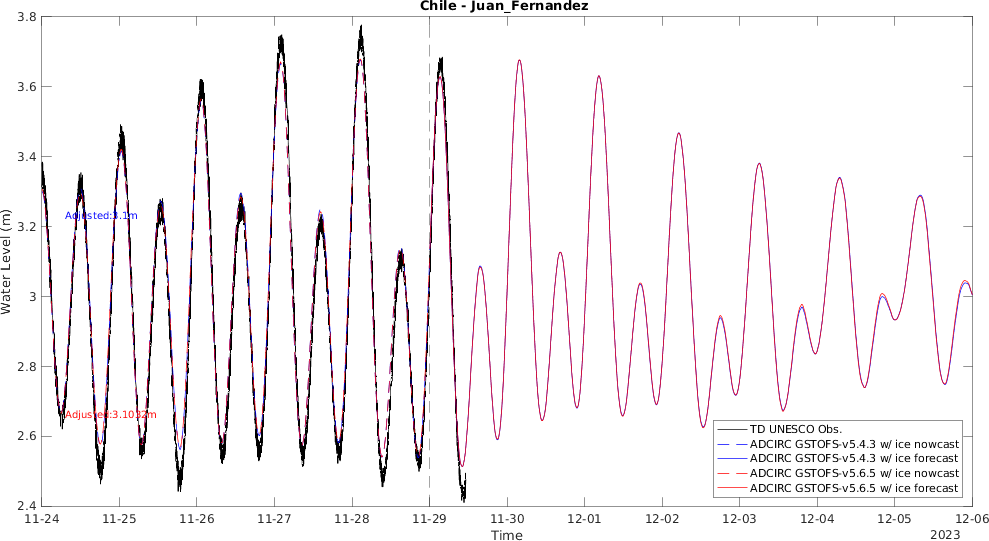 Chile - Juan_Fernandez
3.8
3.6
3.4
3.2
3
2.8
2.6
2.4
Water Level (m)
Adjusted:3.1m
Adjusted:3.1032m
TD UNESCO Obs.
ADCIRC GSTOFS-v5.4.3 w/ ice nowcast
ADCIRC GSTOFS-v5.4.3 w/ ice forecast
ADCIRC GSTOFS-v5.6.5 w/ ice nowcast
ADCIRC GSTOFS-v5.6.5 w/ ice forecast
11-24 11-25 11-26 11-27 11-28 11-29 11-30 12-01 12-02 12-03 12-04 12-05 12-06
Time
2023